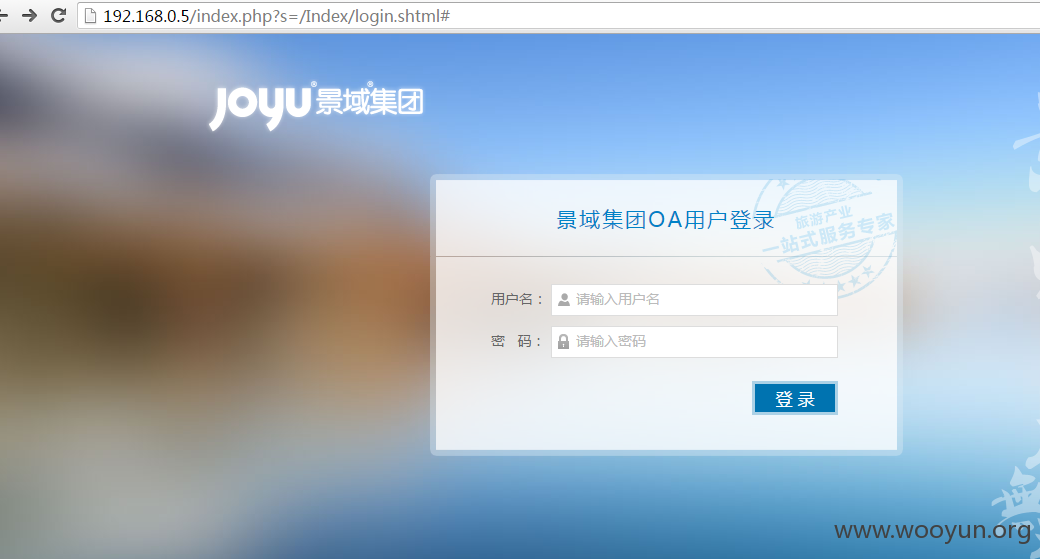 192.168.0.5/index.php?s=/Index/login.shtml#
JOYU® 景域®集团
景域集团OA用户登录
旅游产业
一站式服务专家
用户名： 请输入用户名
密 码： 请输入密码
登 录
www.wooyun.org